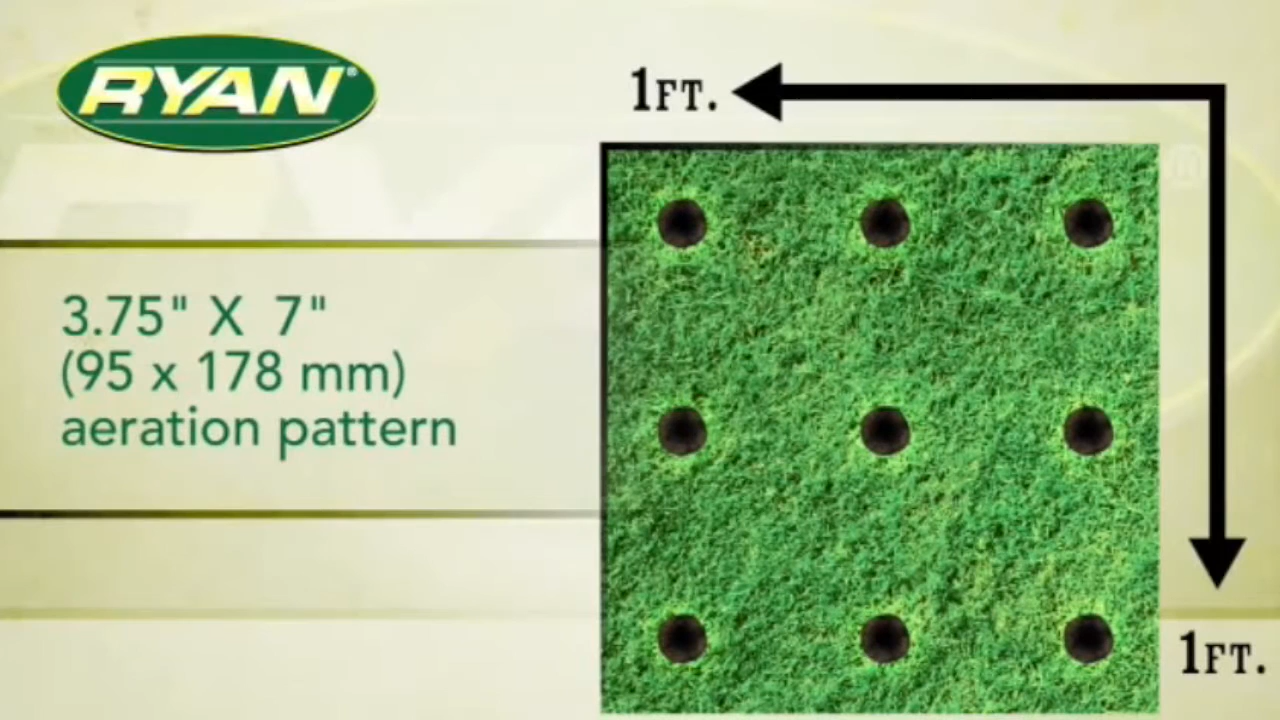 RYAN®
1FT.
3.75" X 7"
(95 x 178 mm)
aeration pattern
1FT.